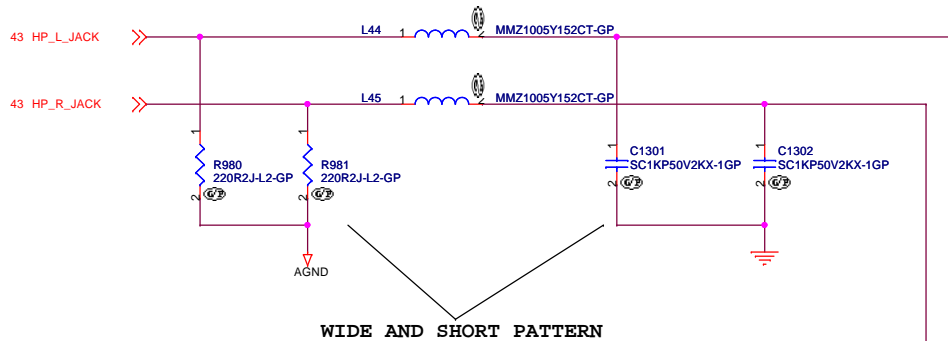 L44 1 2 MMZ1005Y152CT-GP
43 HP_L_JACK
L45 1 2 MMZ1005Y152CT-GP
43 HP_R_JACK
1 1 1 1
R980
220R2J-L2-GP
R981
220R2J-L2-GP
C1301
SC1KP50V2KX-1GP
C1302
SC1KP50V2KX-1GP
2 G/P 2 G/P 2 G/P 2 G/P
AGND
WIDE AND SHORT PATTERN